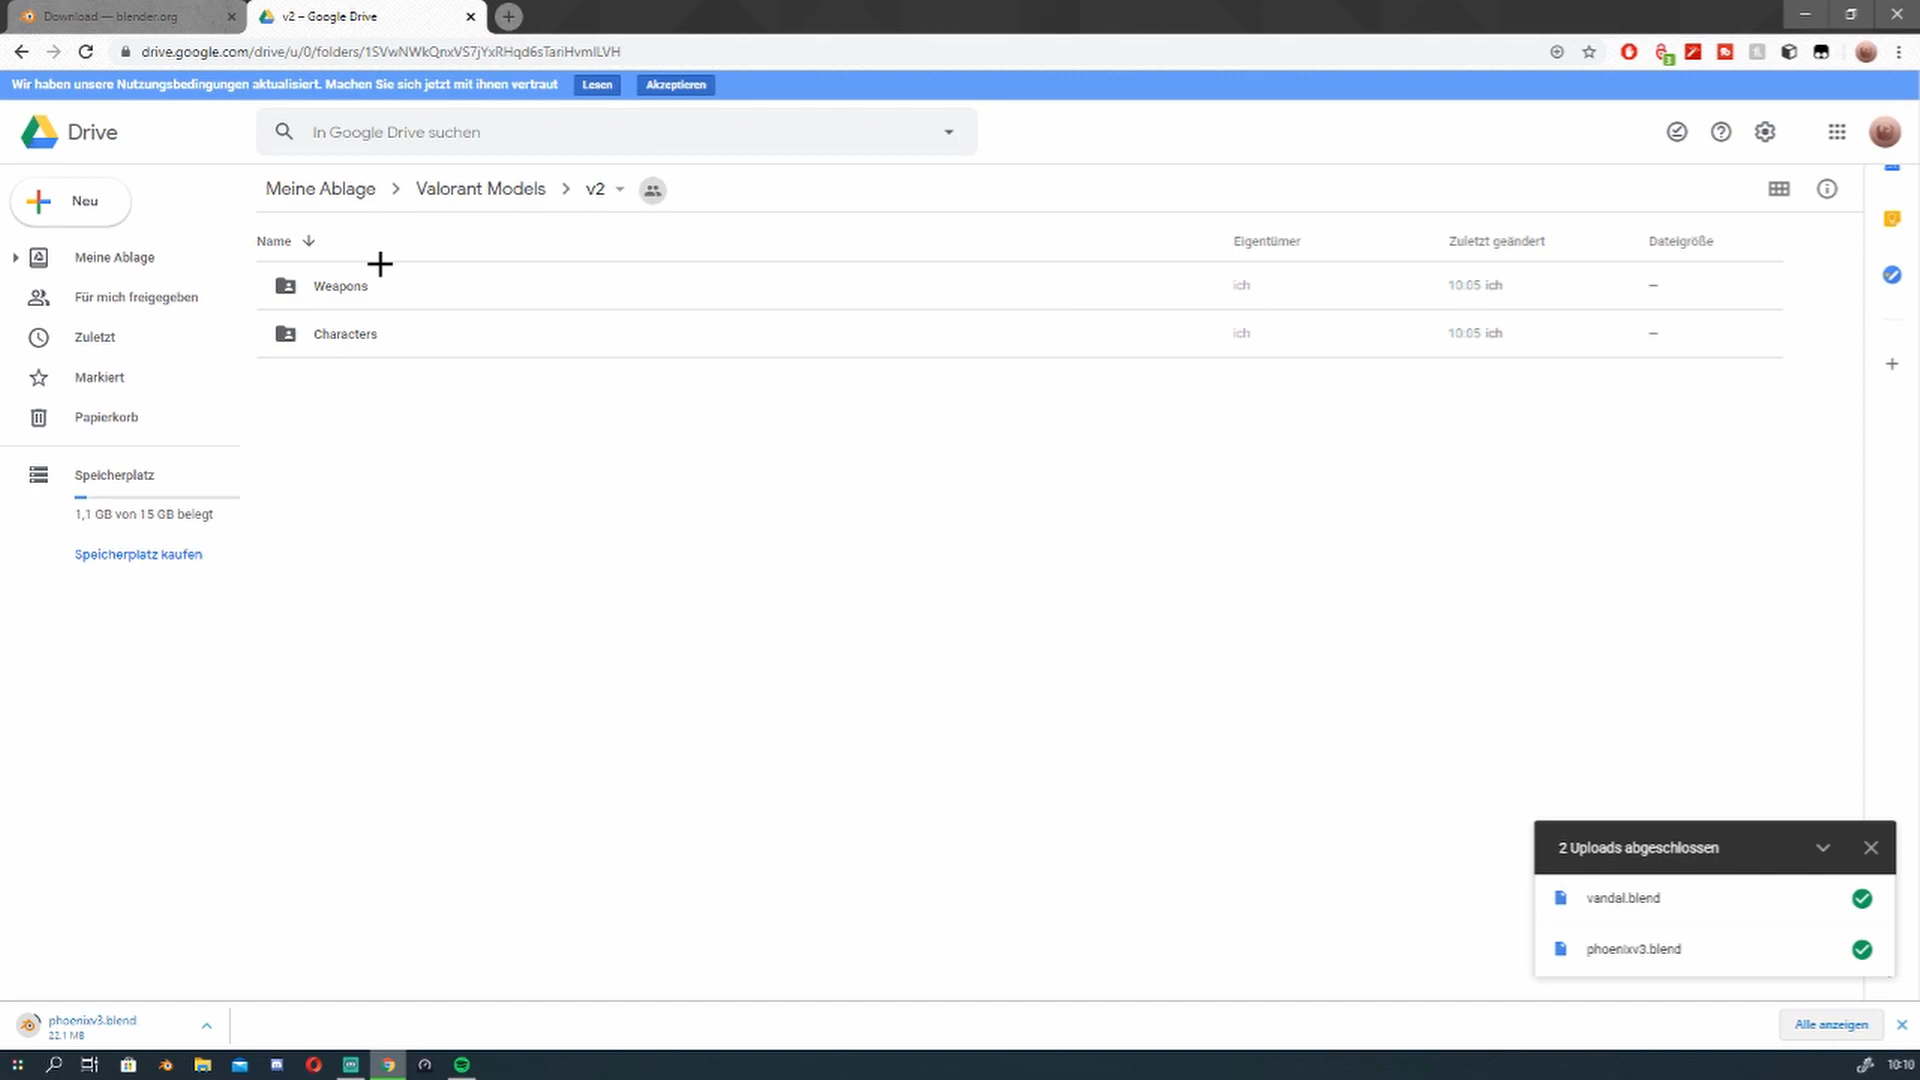 Download — blender.org
v2 – Google Drive
drive.google.com/drive/u/0/folders/1SVwNWkQnxVS7jYxRHqd6sTariHvmILVH
3
Wir haben unsere Nutzungsbedingungen aktualisiert. Machen Sie sich jetzt mit ihnen vertraut
Lesen
Akzeptieren
Drive
In Google Drive suchen
Neu
Meine Ablage > Valorant Models > v2
Name
Eigentümer
Zuletzt geändert
Dateigröße
Meine Ablage
Weapons
ich
10:05 ich
–
Für mich freigegeben
Characters
ich
10:05 ich
–
Zuletzt
Markiert
Papierkorb
Speicherplatz
1,1 GB von 15 GB belegt
Speicherplatz kaufen
2 Uploads abgeschlossen
vandal.blend
phoenixv3.blend
phoenixv3.blend
22.1 MB
Alle anzeigen
10:10